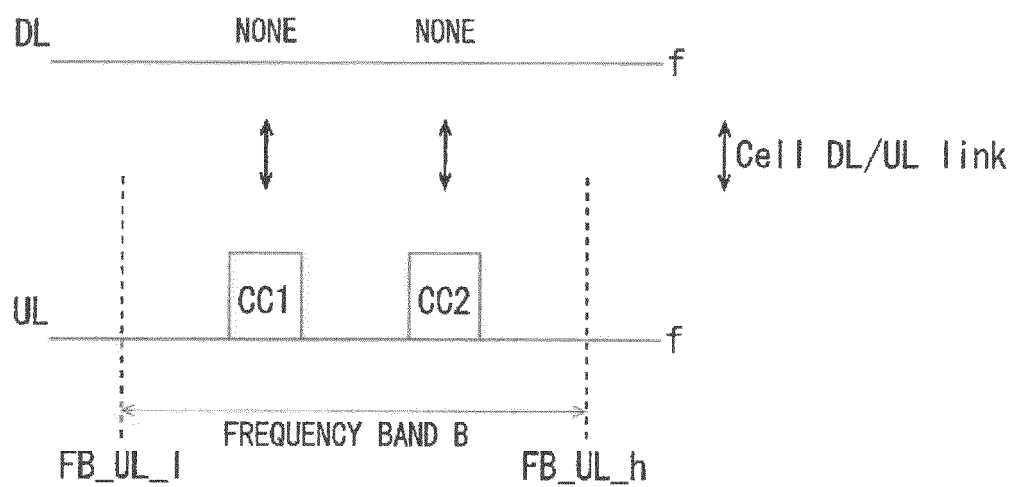 DL
NONE NONE
f
Cell DL/UL link
CC1 CC2
UL
f
FREQUENCY BAND B
FB_UL_l
FB_UL_h